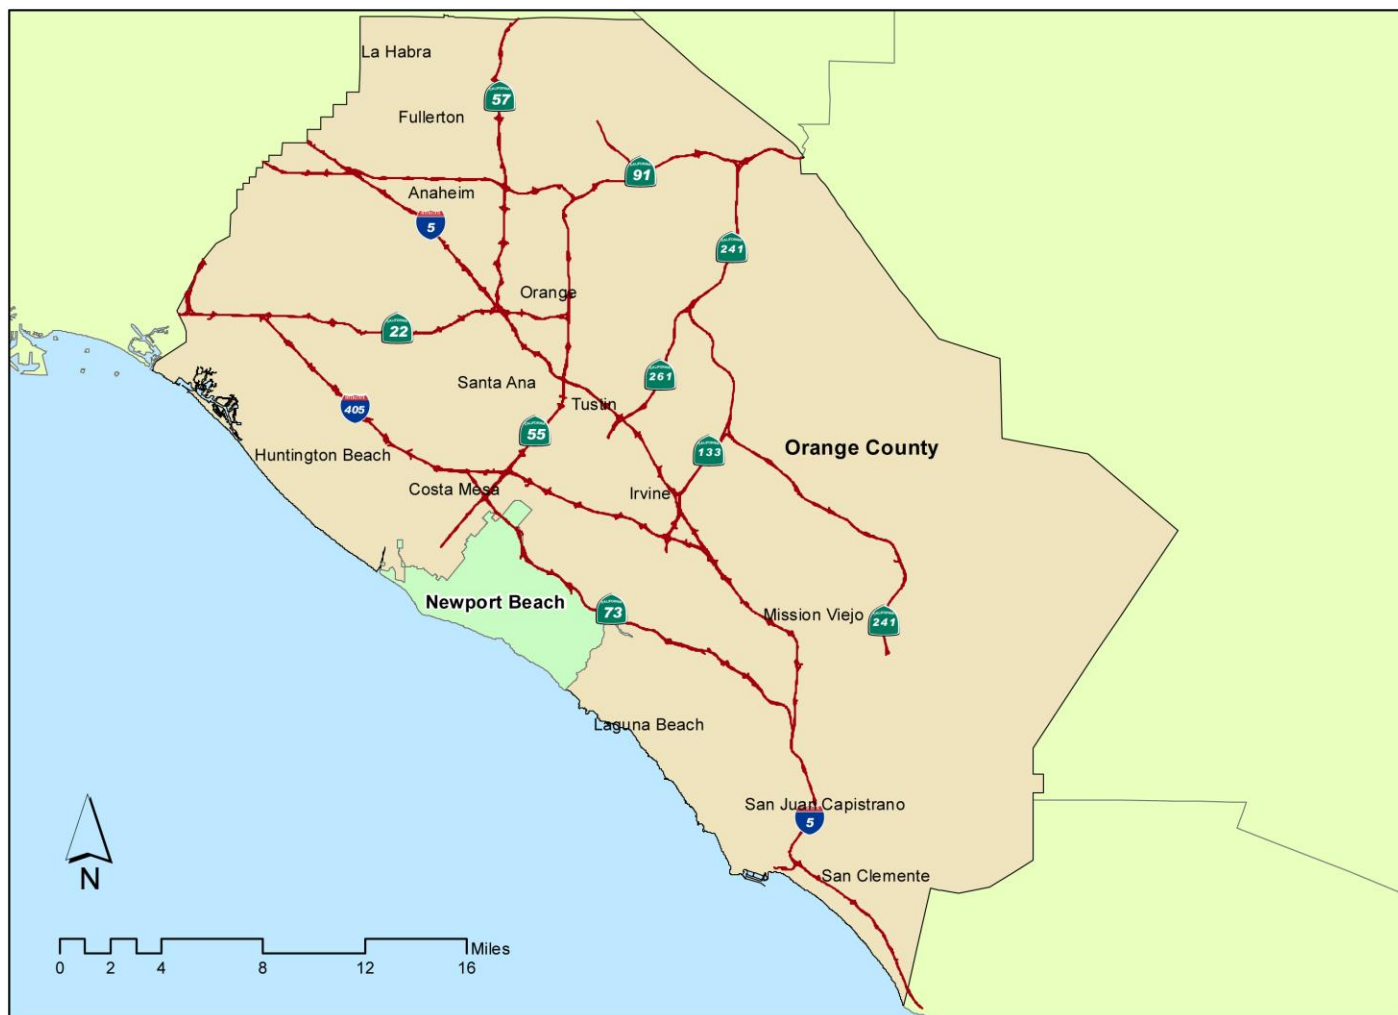 La Habra
57
Fullerton
91
Anaheim
5
241
Orange
22
261
Santa Ana
Tustin
405
55
133
Orange County
Huntington Beach
Costa Mesa
Irvine
Newport Beach
73
Mission Viejo
241
Laguna Beach
San Juan Capistrano
5
San Clemente
N
Miles
0 2 4 8 12 16